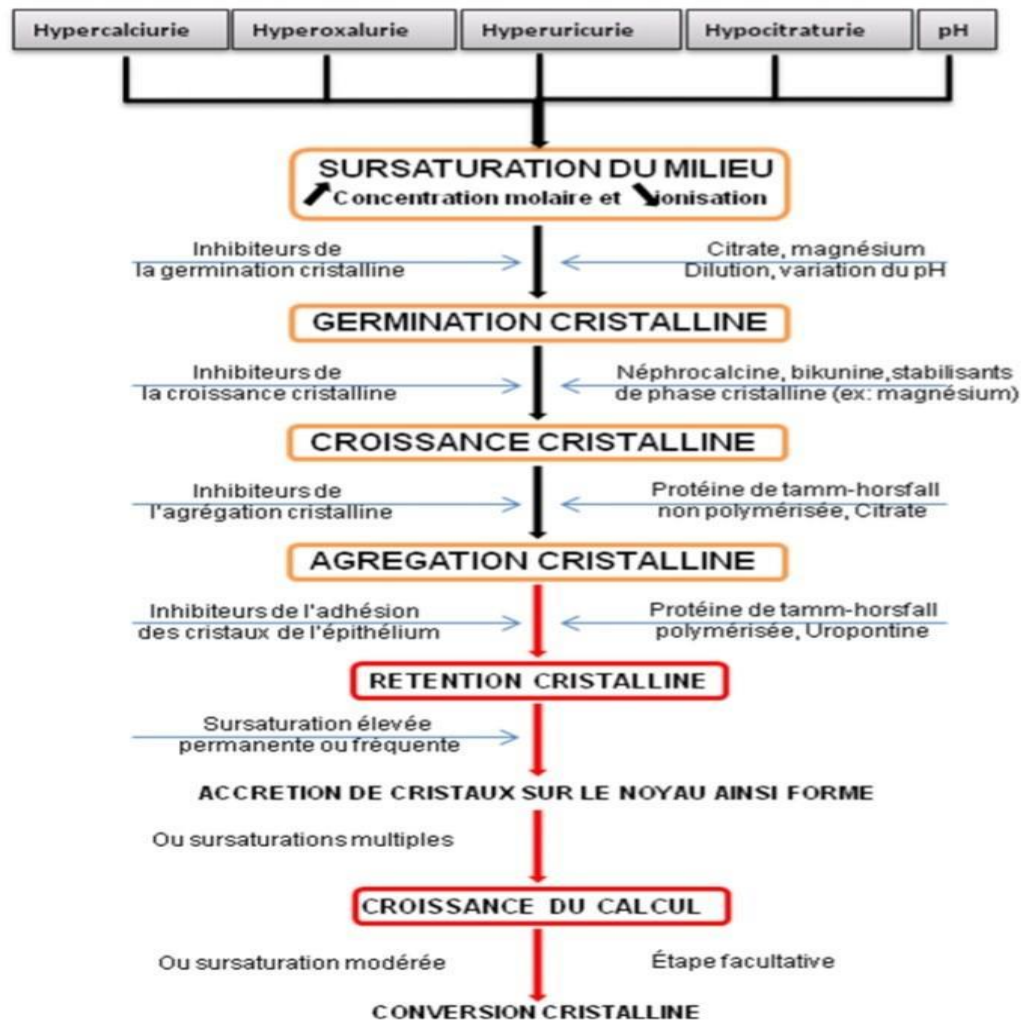 Hypercalciurie Hyperoxalurie Hyperuricurie Hypocitraturie pH
SURSATURATION DU MILIEU
Concentration molaire et ionisation
Inhibiteurs de
la germination cristalline
Citrate, magnésium
Dilution, variation du pH
GERMINATION CRISTALLINE
Inhibiteurs de
la croissance cristalline
Néphrocalcine, bikunine,stabilisants
de phase cristalline (ex: magnésium)
CROISSANCE CRISTALLINE
Inhibiteurs de
l'agrégation cristalline
Protéine de tamm-horsfall
non polymérisée, Citrate
AGREGATION CRISTALLINE
Inhibiteurs de l'adhésion
des cristaux de l'épithélium
Protéine de tamm-horsfall
polymérisée, Uropontine
RETENTION CRISTALLINE
Sursaturation élevée
permanente ou fréquente
ACCRETION DE CRISTAUX SUR LE NOYAU AINSI FORME
Ou sursaturations multiples
CROISSANCE DU CALCUL
Ou sursaturation modérée
Étape facultative
CONVERSION CRISTALLINE